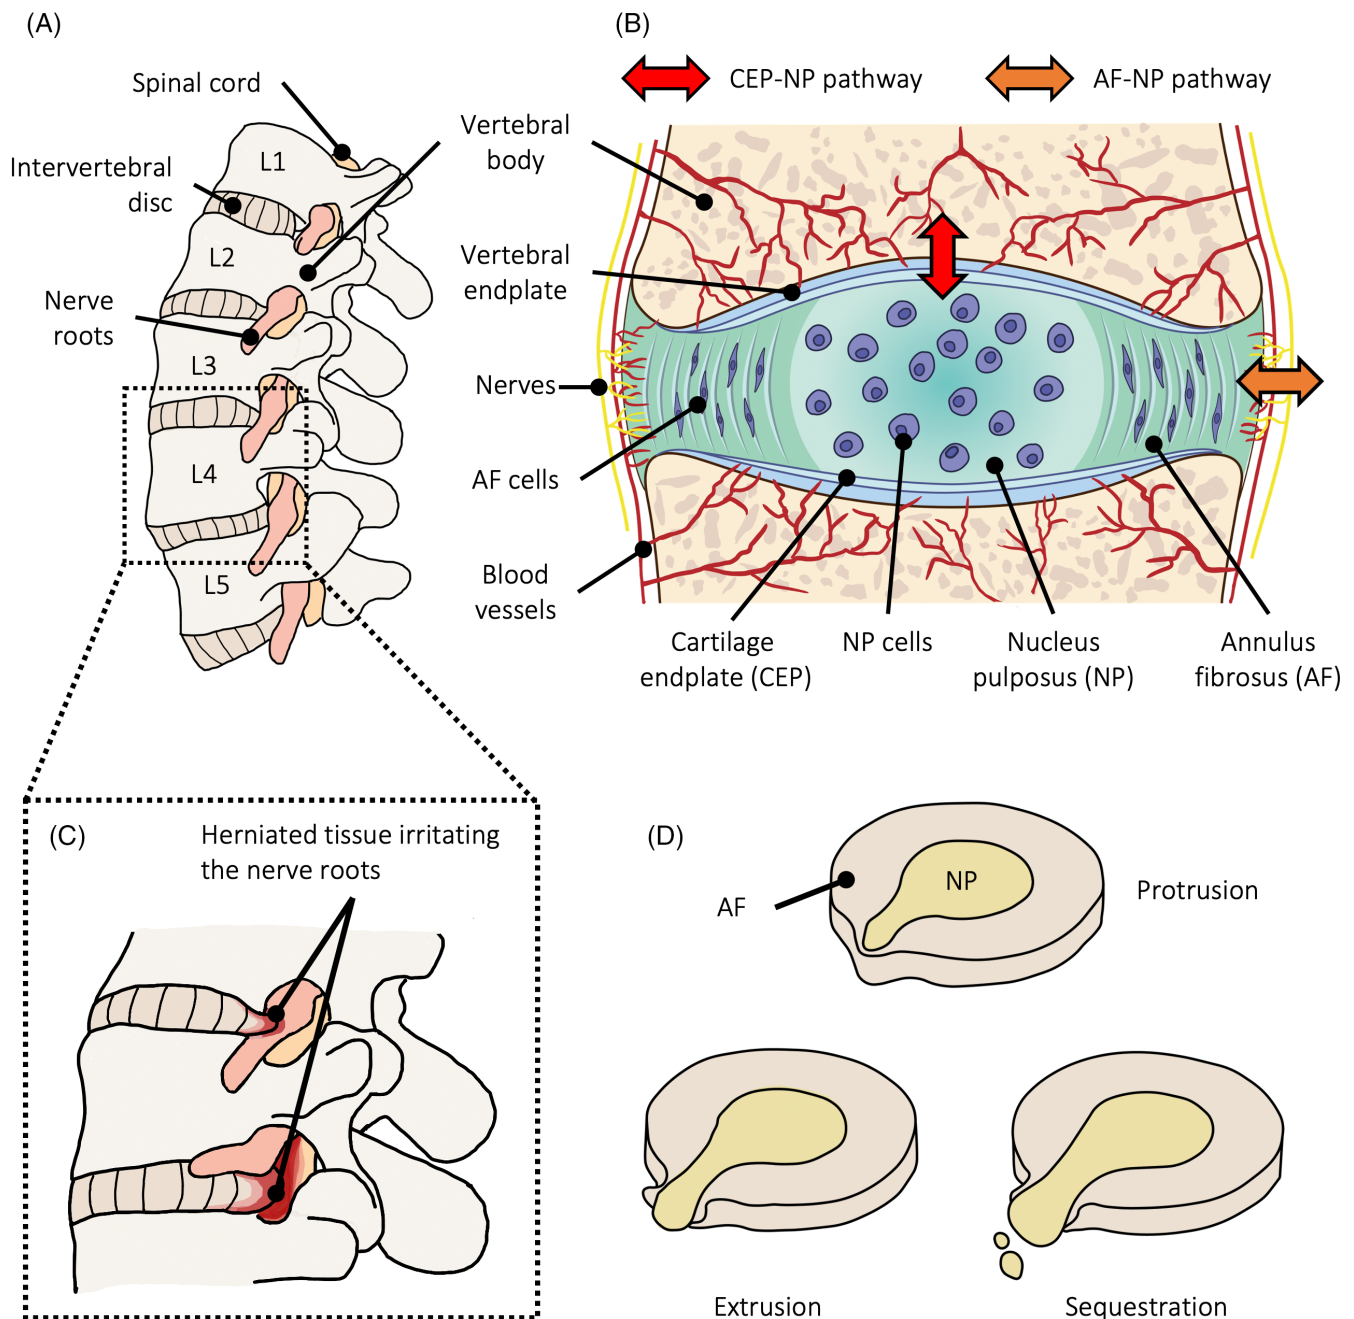 (A)
Spinal cord
Intervertebral
disc
L1
L2
Nerve
roots
L3
L4
L5
(B)
CEP-NP pathway
AF-NP pathway
Vertebral
body
Vertebral
endplate
Nerves
AF cells
Blood
vessels
Cartilage
endplate (CEP)
NP cells
Nucleus
pulposus (NP)
Annulus
fibrosus (AF)
(C)
Herniated tissue irritating
the nerve roots
(D)
AF
NP
Protrusion
Extrusion
Sequestration